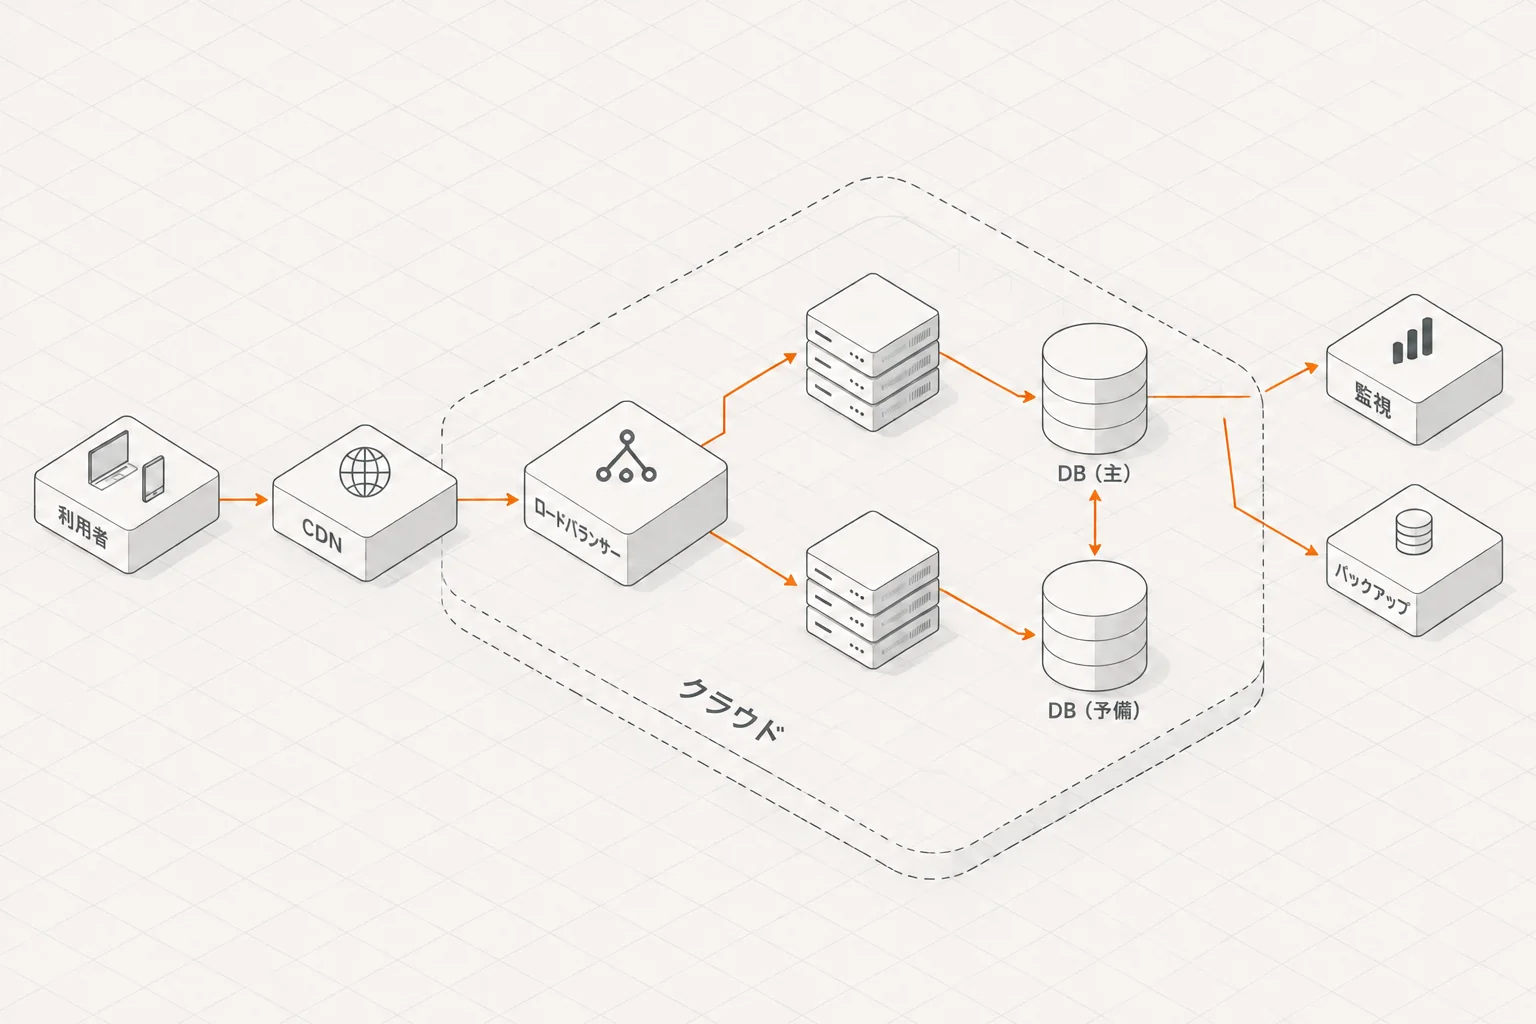 利用者
CDN
ロードバランサー
DB（主）
DB（予備）
クラウド
監視
バックアップ